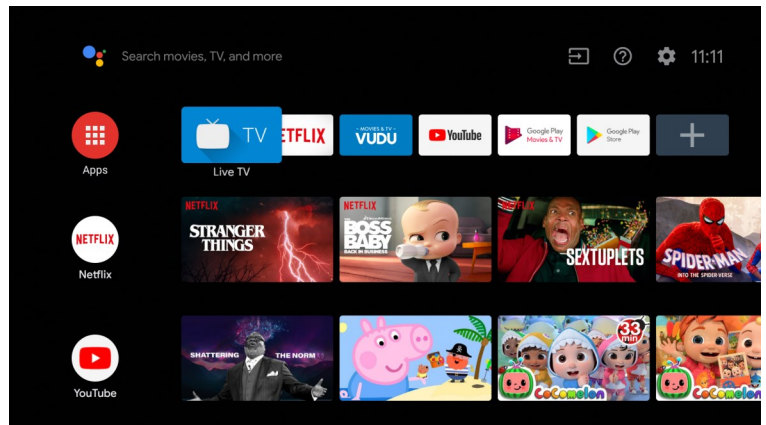 Search movies, TV, and more
11:11
Apps
TV
Live TV
ETFLIX
MOVIES & TV
VUDU
YouTube
Google Play
Movies & TV
Google Play
Store
NETFLIX
Netflix
NETFLIX
STRANGER
THINGS
NETFLIX
THE
BOSS
BABY
BACK IN BUSINESS
NETFLIX
SEXTUPLETS
SPIDER-MAN
INTO THE SPIDER-VERSE
YouTube
SHATTERING THE NORM
33
min
CoComelon
CoComelon